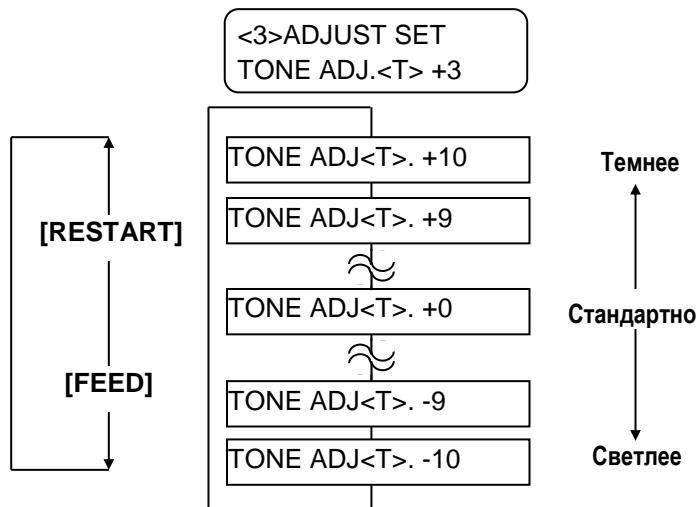 <3>ADJUST SET
TONE ADJ.<T> +3
TONE ADJ<T>. +10
Темнее
TONE ADJ<T>. +9
[RESTART]
TONE ADJ<T>. +0
Стандартно
[FEED]
TONE ADJ<T>. -9
TONE ADJ<T>. -10
Светлее